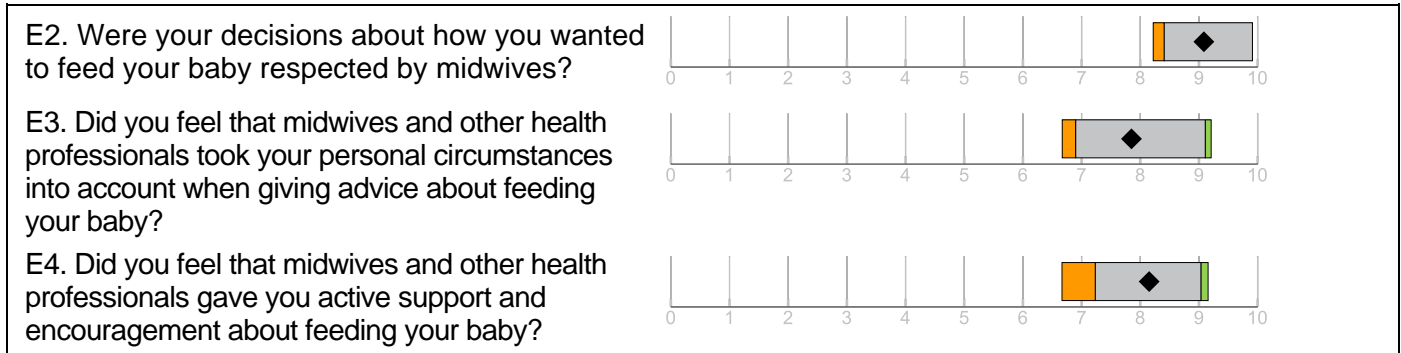 E2. Were your decisions about how you wanted
to feed your baby respected by midwives?
0 1 2 3 4 5 6 7 8 9 10
E3. Did you feel that midwives and other health
professionals took your personal circumstances
into account when giving advice about feeding
your baby?
0 1 2 3 4 5 6 7 8 9 10
E4. Did you feel that midwives and other health
professionals gave you active support and
encouragement about feeding your baby?
0 1 2 3 4 5 6 7 8 9 10